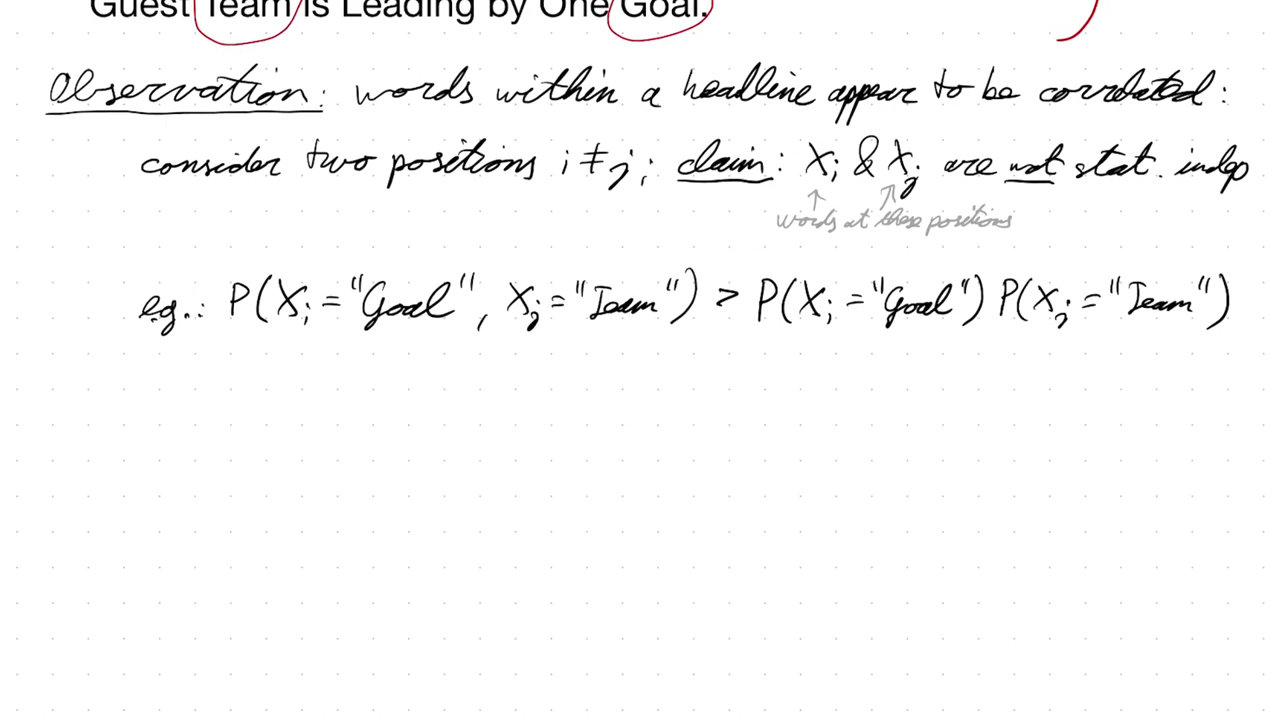 Guest Team is Leading by One Goal.
Observation: words within a headline appear to be correlated:
consider two positions i ≠ j; claim: Xi & Xj are not stat. indep
words at these positions
e.g.: P(Xi = "Goal", Xj = "Team") > P(Xi = "Goal") P(Xj = "Team")